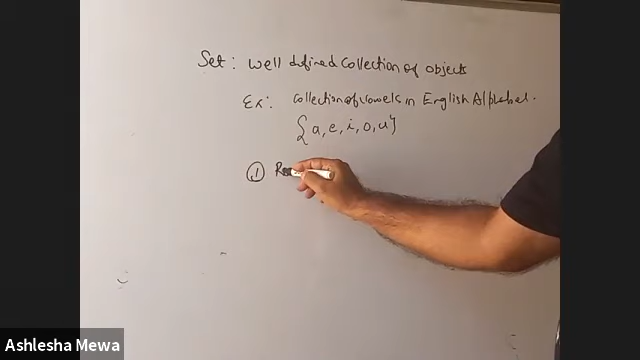 Set : well defined collection of objects
Ex: collection of vowels in English Alphabet.
{a, e, i, o, u}
①
Ashlesha Mewa